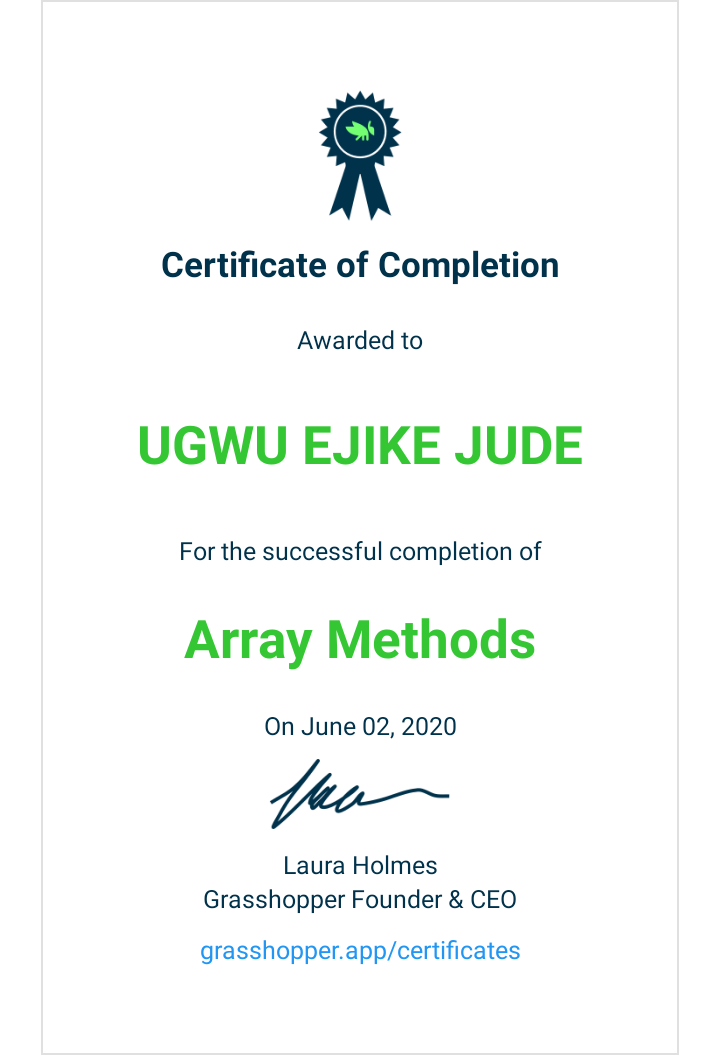 Certificate of Completion
Awarded to
UGWU EJIKE JUDE
For the successful completion of
Array Methods
On June 02, 2020
Laura Holmes
Grasshopper Founder & CEO
grasshopper.app/certificates